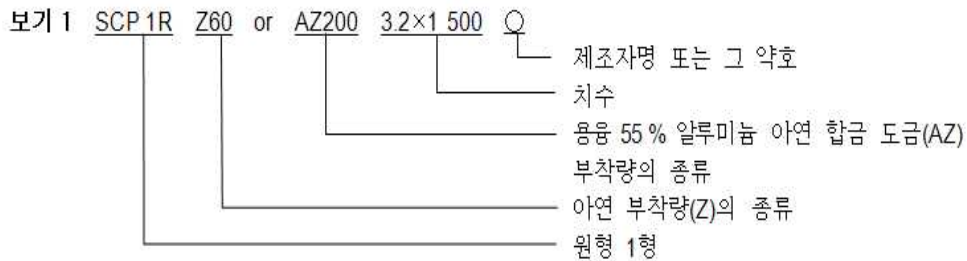 보기 1 SCP 1R Z60 or AZ200 3.2×1 500 ○
제조자명 또는 그 약호
치수
용융 55 % 알루미늄 아연 합금 도금(AZ)
부착량의 종류
아연 부착량(Z)의 종류
원형 1형